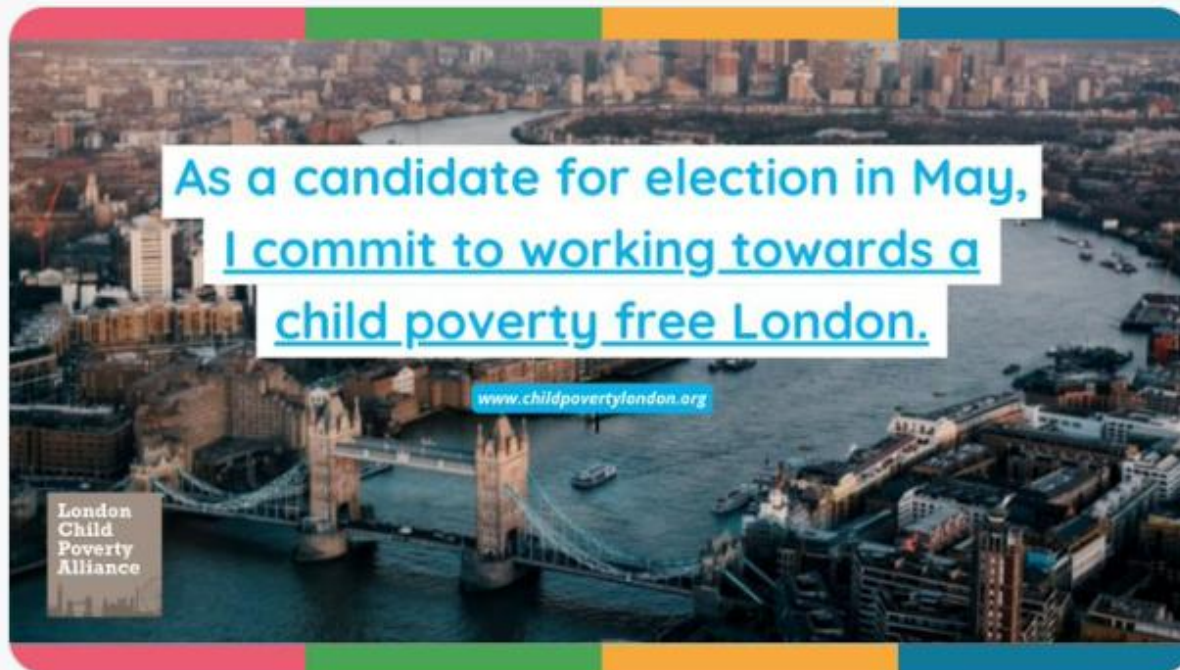 As a candidate for election in May,
I commit to working towards a
child poverty free London.
www.childpovertylondon.org
London
Child
Poverty
Alliance